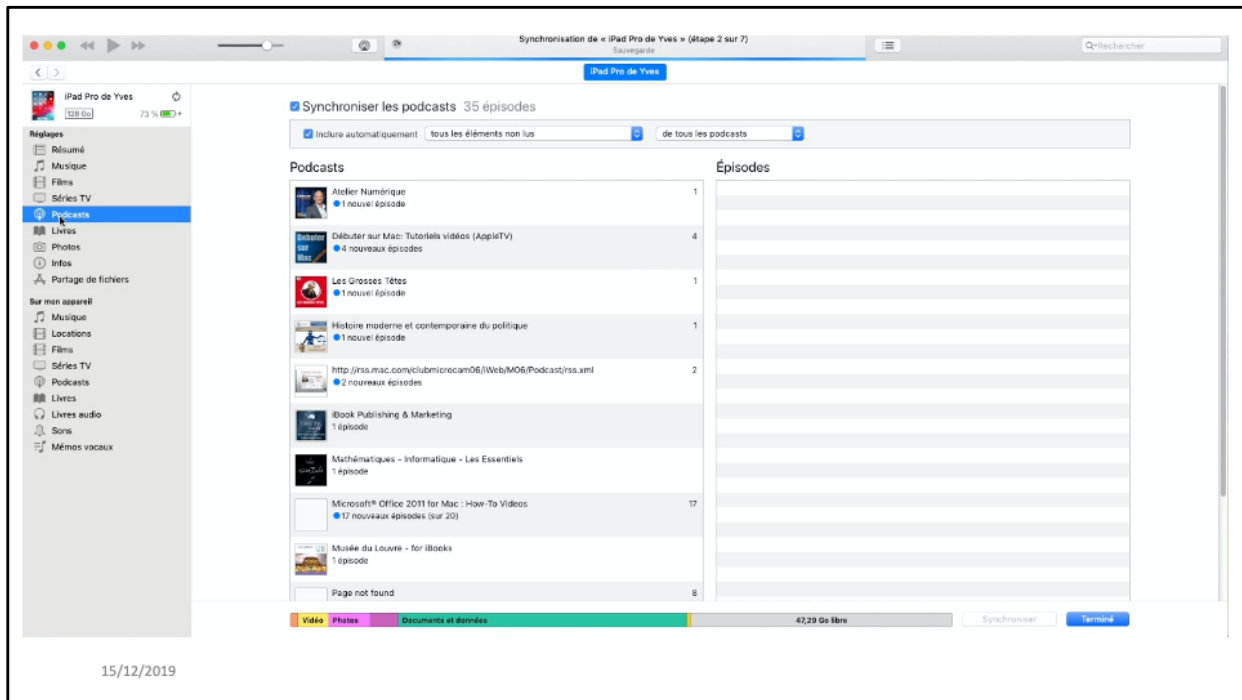 Synchronisation de « iPad Pro de Yves » (étape 2 sur 7)
Sauvegarde
Rechercher
iPad Pro de Yves
iPad Pro de Yves
128 Go 73 %
Réglages
Résumé
Musique
Films
Séries TV
Podcasts
Livres
Photos
Infos
Partage de fichiers
Sur mon appareil
Musique
Locations
Films
Séries TV
Podcasts
Livres
Livres audio
Sons
Mémos vocaux
Synchroniser les podcasts 35 épisodes
Inclure automatiquement tous les éléments non lus de tous les podcasts
Podcasts
Atelier Numérique 1
1 nouvel épisode
Débuter sur Mac: Tutoriels vidéos (AppleTV) 4
4 nouveaux épisodes
Débuter
sur
Mac
Les Grosses Têtes 1
1 nouvel épisode
Histoire moderne et contemporaine du politique 1
1 nouvel épisode
http://rss.mac.com/clubmicrocam06/iWeb/M06/Podcast/rss.xml 2
2 nouveaux épisodes
iBook Publishing & Marketing
1 épisode
Mathématiques - Informatique - Les Essentiels
1 épisode
Microsoft® Office 2011 for Mac : How-To Videos 17
17 nouveaux épisodes (sur 20)
Musée du Louvre - for iBooks
1 épisode
Page not found 8
Épisodes
Vidéo Photos Documents et données 47,29 Go libre
Synchroniser Terminé
15/12/2019